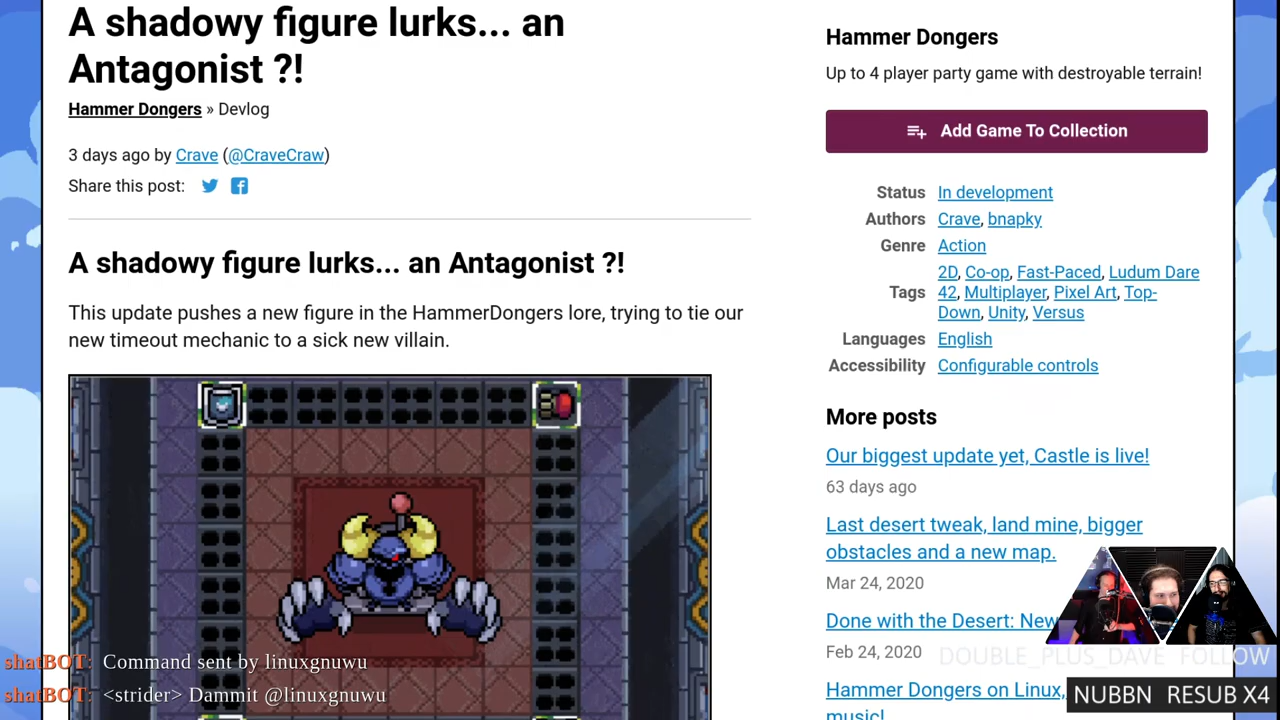 A shadowy figure lurks... an
Antagonist ?!
Hammer Dongers » Devlog
3 days ago by Crave (@CraveCraw)
Share this post:
A shadowy figure lurks... an Antagonist ?!
This update pushes a new figure in the HammerDongers lore, trying to tie our
new timeout mechanic to a sick new villain.
Hammer Dongers
Up to 4 player party game with destroyable terrain!
Add Game To Collection
Status In development
Authors Crave, bnapky
Genre Action
Tags 2D, Co-op, Fast-Paced, Ludum Dare
42, Multiplayer, Pixel Art, Top-
Down, Unity, Versus
Languages English
Accessibility Configurable controls
More posts
Our biggest update yet, Castle is live!
63 days ago
Last desert tweak, land mine, bigger
obstacles and a new map.
Mar 24, 2020
Done with the Desert: New
Feb 24, 2020
Hammer Dongers on Linux,
music!
shatBOT: Command sent by linuxgnuwu
shatBOT: <strider> Dammit @linuxgnuwu
DOUBLE_PLUS_DAVE FOLLOW
NUBBN RESUB X4